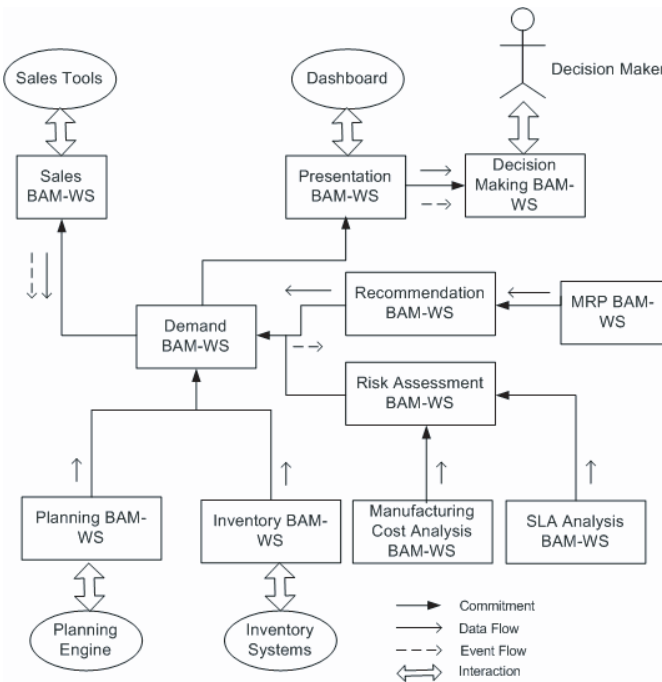 Sales Tools
Dashboard
Decision Maker
Sales
BAM-WS
Presentation
BAM-WS
Decision
Making BAM-
WS
Demand
BAM-WS
Recommendation
BAM-WS
MRP BAM-
WS
Risk Assessment
BAM-WS
Planning BAM-
WS
Inventory BAM-
WS
Manufacturing
Cost Analysis
BAM-WS
SLA Analysis
BAM-WS
Planning
Engine
Inventory
Systems
Commitment
Data Flow
Event Flow
Interaction